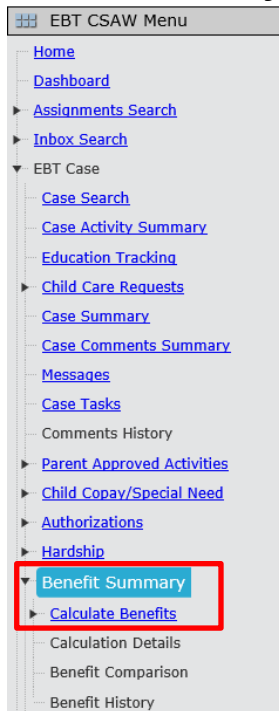 EBT CSAW Menu
Home
Dashboard
Assignments Search
Inbox Search
EBT Case
Case Search
Case Activity Summary
Education Tracking
Child Care Requests
Case Summary
Case Comments Summary
Messages
Case Tasks
Comments History
Parent Approved Activities
Child Copay/Special Need
Authorizations
Hardship
Benefit Summary
Calculate Benefits
Calculation Details
Benefit Comparison
Benefit History